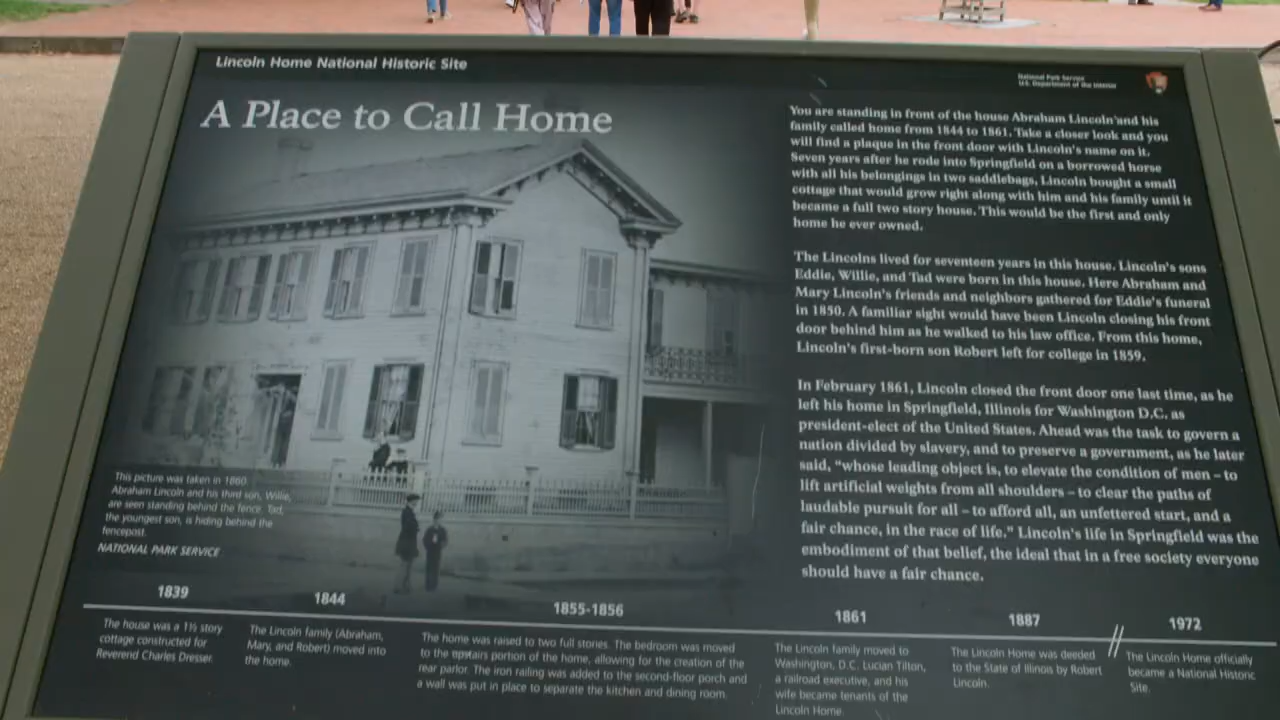 Lincoln Home National Historic Site
National Park Service
U.S. Department of the Interior
A Place to Call Home
You are standing in front of the house Abraham Lincoln and his
family called home from 1844 to 1861. Take a closer look and you
will find a plaque in the front door with Lincoln's name on it.
Seven years after he rode into Springfield on a borrowed horse
with all his belongings in two saddlebags, Lincoln bought a small
cottage that would grow right along with him and his family until it
became a full two story house. This would be the first and only
home he ever owned.
The Lincolns lived for seventeen years in this house. Lincoln's sons
Eddie, Willie, and Tad were born in this house. Here Abraham and
Mary Lincoln's friends and neighbors gathered for Eddie's funeral
in 1850. A familiar sight would have been Lincoln closing his front
door behind him as he walked to his law office. From this home,
Lincoln's first-born son Robert left for college in 1859.
In February 1861, Lincoln closed the front door one last time, as he
left his home in Springfield, Illinois for Washington D.C. as
president-elect of the United States. Ahead was the task to govern a
nation divided by slavery, and to preserve a government, as he later
said, "whose leading object is, to elevate the condition of men – to
lift artificial weights from all shoulders – to clear the paths of
laudable pursuit for all – to afford all, an unfettered start, and a
fair chance, in the race of life." Lincoln's life in Springfield was the
embodiment of that belief, the ideal that in a free society everyone
should have a fair chance.
This picture was taken in 1860.
Abraham Lincoln and his third son, Willie,
are seen standing behind the fence. Tad,
the youngest son, is hiding behind the
fencepost.
NATIONAL PARK SERVICE
1839
The house was a 1½ story
cottage constructed for
Reverend Charles Dresser.
1844
The Lincoln family (Abraham,
Mary, and Robert) moved into
the home.
1855-1856
The home was raised to two full stories. The bedroom was moved
to the upstairs portion of the home, allowing for the creation of the
rear parlor. The iron railing was added to the second-floor porch and
a wall was put in place to separate the kitchen and dining room.
1861
The Lincoln family moved to
Washington, D.C. Lucian Tilton,
a railroad executive, and his
wife became tenants of the
Lincoln Home.
1887
The Lincoln Home was deeded
to the State of Illinois by Robert
Lincoln.
1972
The Lincoln Home officially
became a National Historic
Site.